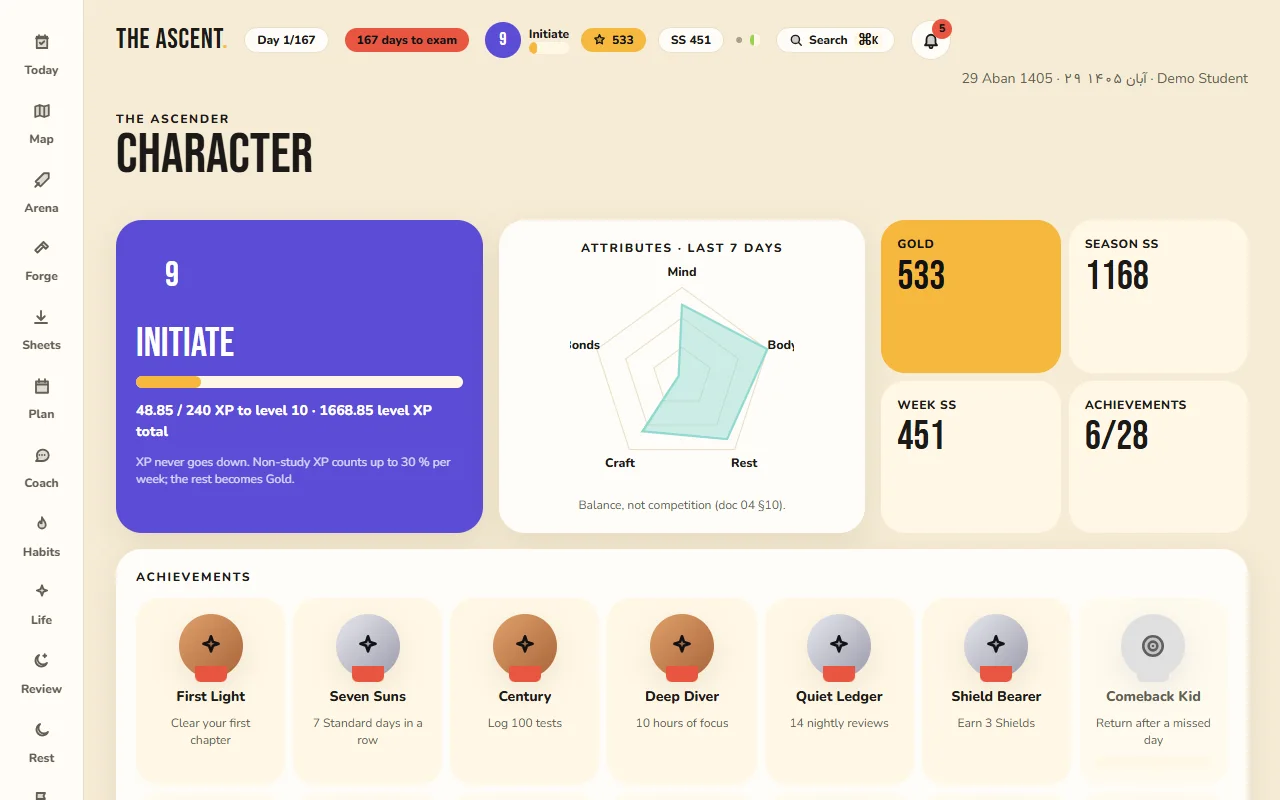 THE ASCENT.
Day 1/167
167 days to exam
9
Initiate
533
SS 451
Search ⌘K
5
29 Aban 1405 · ۲۹ آبان ۱۴۰۵ · Demo Student
Today
Map
Arena
Forge
Sheets
Plan
Coach
Habits
Life
Review
Rest
THE ASCENDER
CHARACTER
9
INITIATE
48.85 / 240 XP to level 10 · 1668.85 level XP
total
XP never goes down. Non-study XP counts up to 30 % per
week; the rest becomes Gold.
ATTRIBUTES · LAST 7 DAYS
Mind
Body
Rest
Craft
onds
Balance, not competition (doc 04 §10).
GOLD
533
SEASON SS
1168
WEEK SS
451
ACHIEVEMENTS
6/28
ACHIEVEMENTS
First Light
Clear your first
chapter
Seven Suns
7 Standard days in a
row
Century
Log 100 tests
Deep Diver
10 hours of focus
Quiet Ledger
14 nightly reviews
Shield Bearer
Earn 3 Shields
Comeback Kid
Return after a missed
day